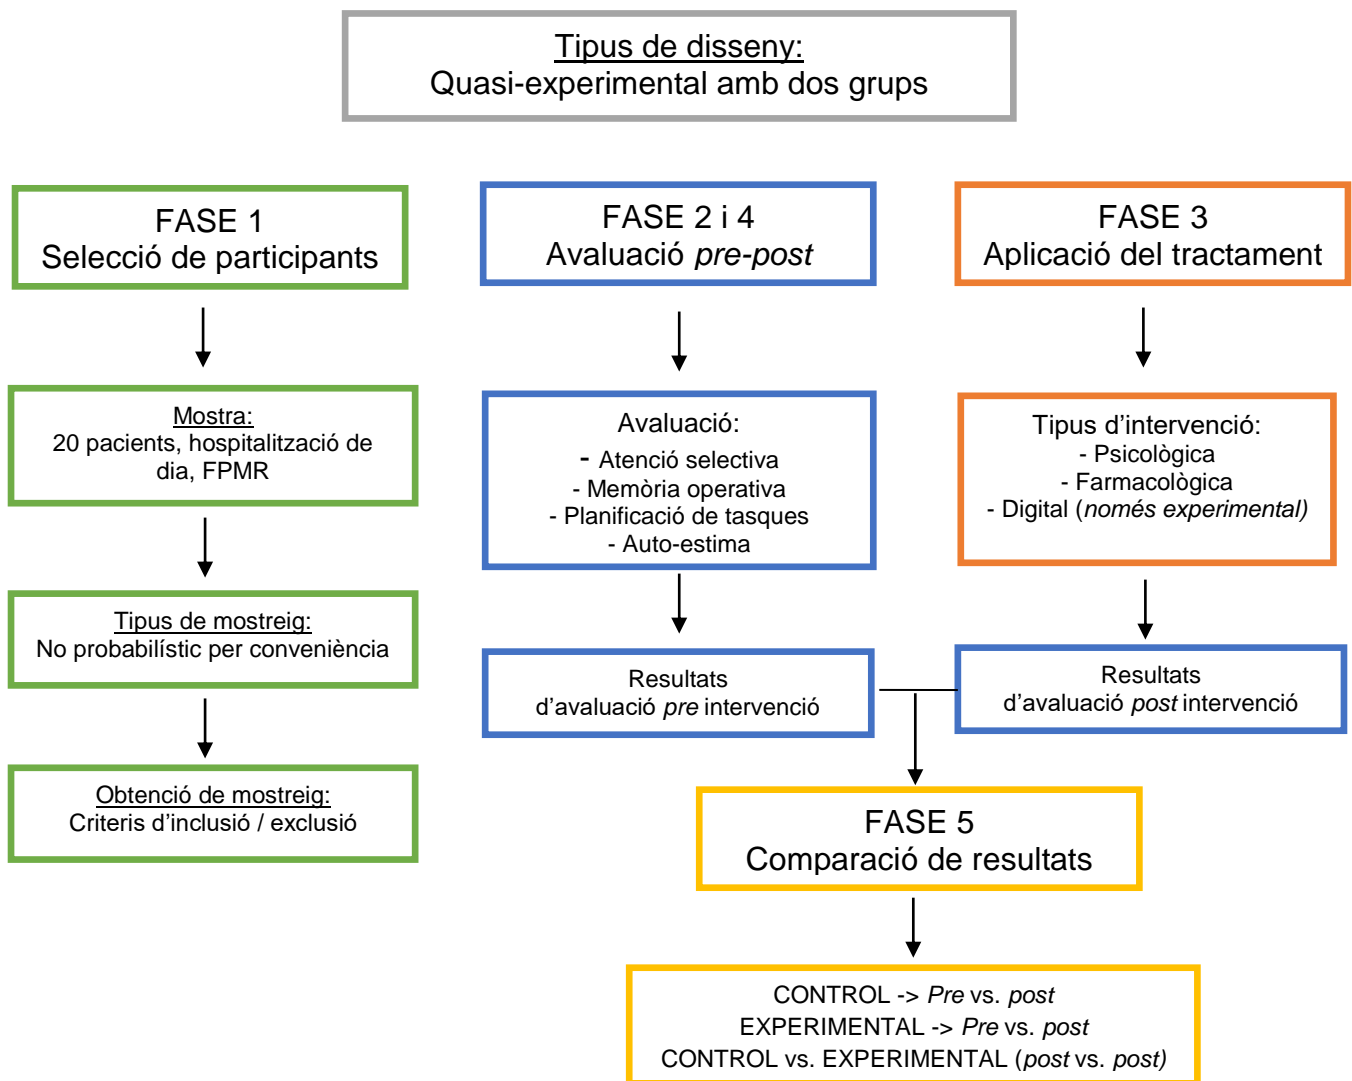 Tipus de disseny:
Quasi-experimental amb dos grups
FASE 1
Selecció de participants
Mostra:
20 pacients, hospitalització de
dia, FPMR
Tipus de mostreig:
No probabilístic per conveniència
Obtenció de mostreig:
Criteris d’inclusió / exclusió
FASE 2 i 4
Avaluació pre-post
Avaluació:
- Atenció selectiva
- Memòria operativa
- Planificació de tasques
- Auto-estima
Resultats
d’avaluació pre intervenció
FASE 3
Aplicació del tractament
Tipus d’intervenció:
- Psicològica
- Farmacològica
- Digital (només experimental)
Resultats
d’avaluació post intervenció
FASE 5
Comparació de resultats
CONTROL -> Pre vs. post
EXPERIMENTAL -> Pre vs. post
CONTROL vs. EXPERIMENTAL (post vs. post)